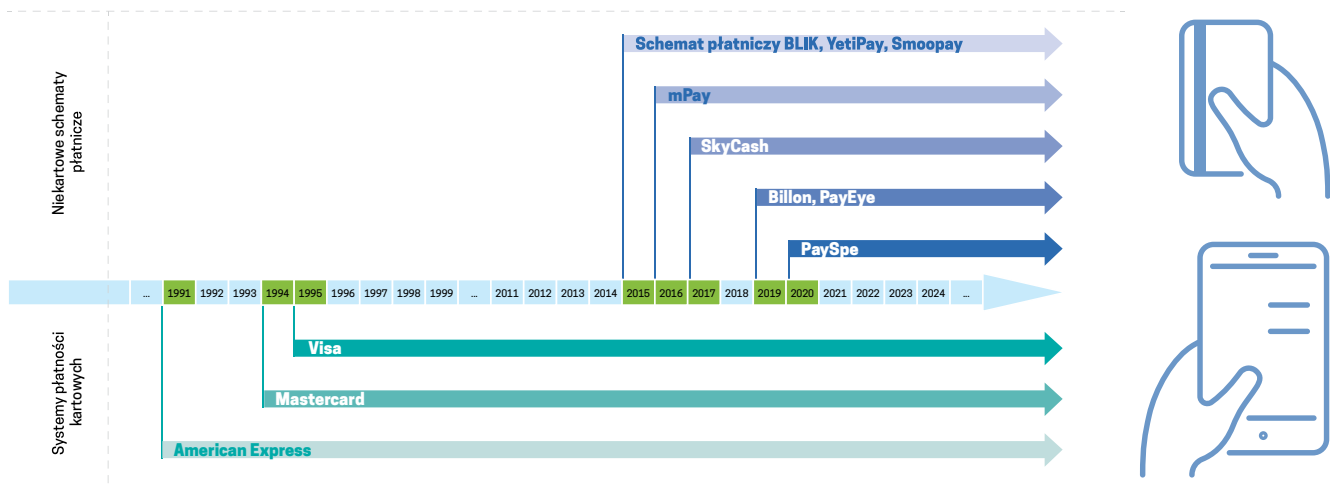 Niekartowe schematy
płatnicze
Schemat płatniczy BLIK, YetiPay, Smoopay
mPay
SkyCash
Billon, PayEye
PaySpe
... 1991 1992 1993 1994 1995 1996 1997 1998 1999 ... 2011 2012 2013 2014 2015 2016 2017 2018 2019 2020 2021 2022 2023 2024 ...
Systemy płatności
kartowych
Visa
Mastercard
American Express